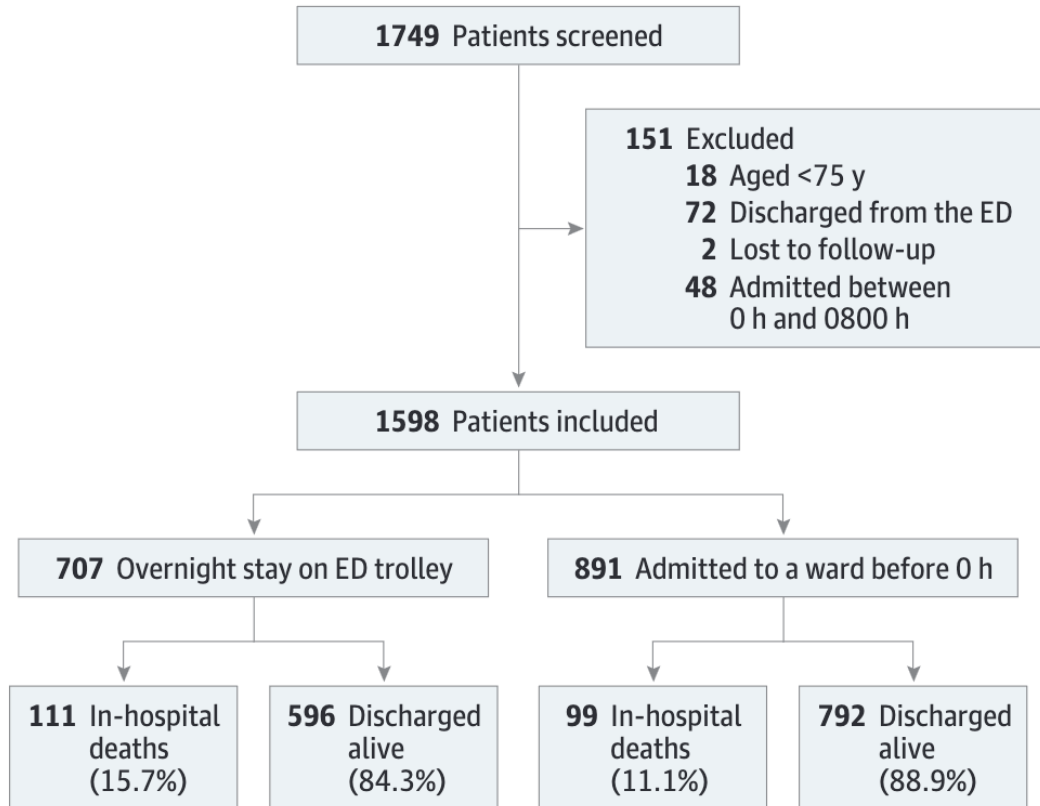 1749 Patients screened
151 Excluded
18 Aged <75 y
72 Discharged from the ED
2 Lost to follow-up
48 Admitted between
0 h and 0800 h
1598 Patients included
707 Overnight stay on ED trolley
891 Admitted to a ward before 0 h
111 In-hospital
deaths
(15.7%)
596 Discharged
alive
(84.3%)
99 In-hospital
deaths
(11.1%)
792 Discharged
alive
(88.9%)